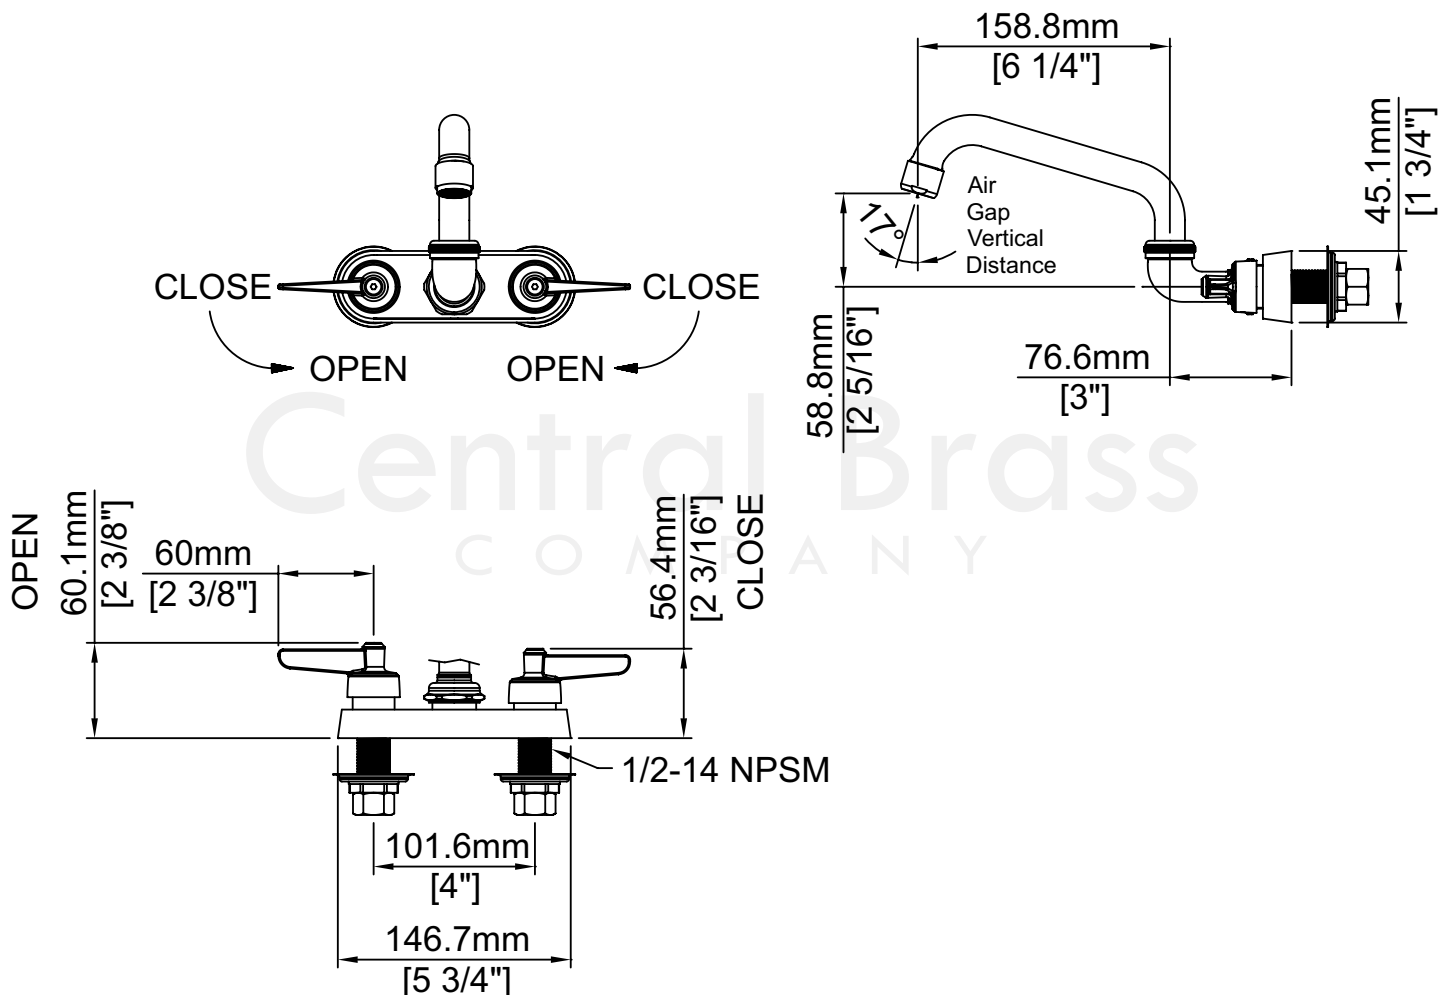 158.8mm
[6 1/4"]
45.1mm
[1 3/4"]
Air
Gap
Vertical
Distance
17°
CLOSE
CLOSE
OPEN
OPEN
58.8mm
[2 5/16"]
76.6mm
[3"]
Central Brass
COMPANY
OPEN
60.1mm
[2 3/8"]
60mm
[2 3/8"]
56.4mm
[2 3/16"]
CLOSE
1/2-14 NPSM
101.6mm
[4"]
146.7mm
[5 3/4"]